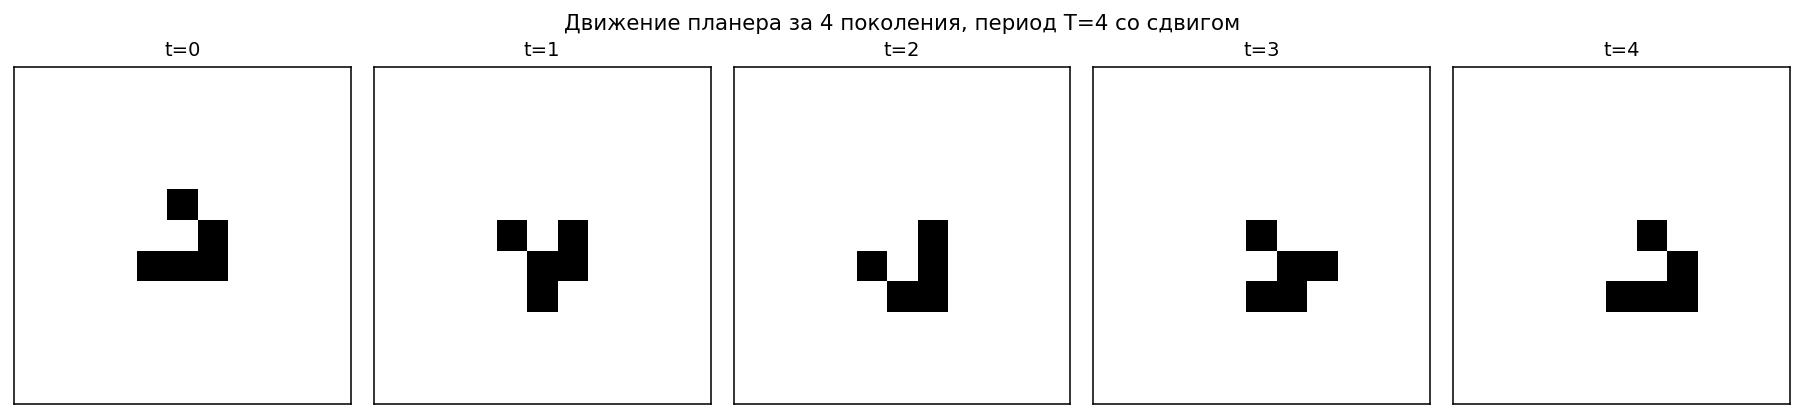 Движение планера за 4 поколения, период T=4 со сдвигом
t=0
t=1
t=2
t=3
t=4